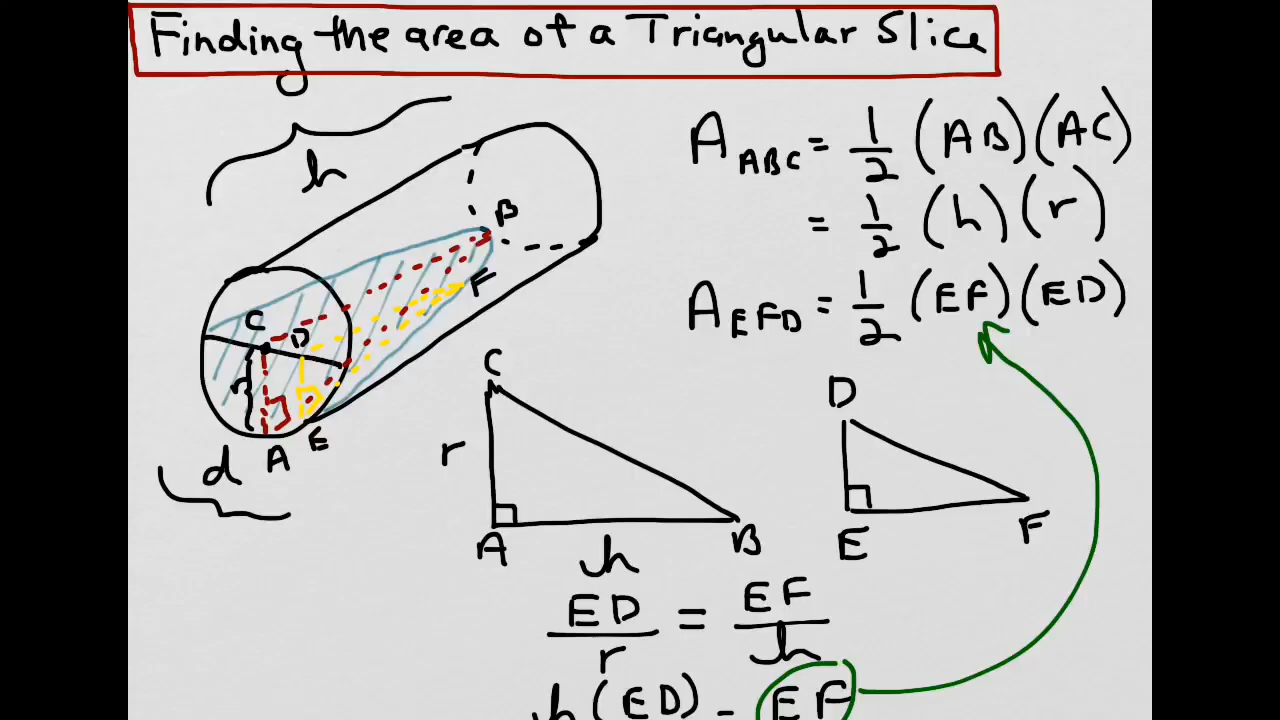 Finding the area of a Triangular Slice
h
B
F
C
D
r
E
A
d
A_ABC = 1/2 (AB)(AC)
= 1/2 (h)(r)
A_EFD = 1/2 (EF)(ED)
C
r
A
B
h
D
E
F
ED/r = EF/h
h(ED) = EF